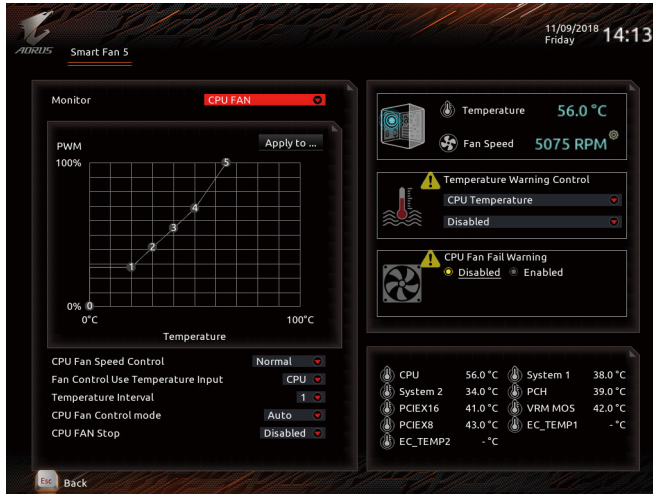 AORUS
Smart Fan 5
11/09/2018
Friday
14:13
Monitor
CPU FAN
PWM
Apply to ...
100%
5
4
3
2
1
0% 0
0°C
100°C
Temperature
CPU Fan Speed Control Normal
Fan Control Use Temperature Input CPU
Temperature Interval 1
CPU Fan Control mode Auto
CPU FAN Stop Disabled
Temperature 56.0 °C
Fan Speed 5075 RPM
Temperature Warning Control
CPU Temperature
Disabled
CPU Fan Fail Warning
Disabled Enabled
CPU 56.0 °C System 1 38.0 °C
System 2 34.0 °C PCH 39.0 °C
PCIEX16 41.0 °C VRM MOS 42.0 °C
PCIEX8 43.0 °C EC_TEMP1 - °C
EC_TEMP2 - °C
Esc Back